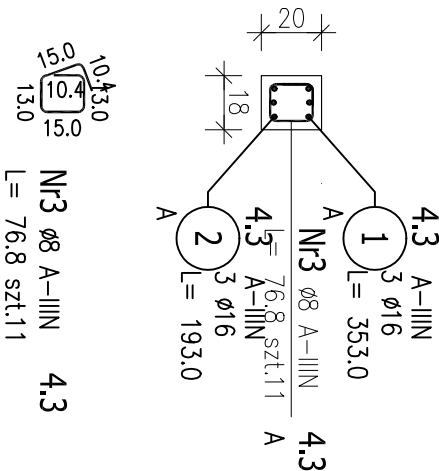 20
18
4.3
A-IIIN
1
3 ø16
A
L= 353.0
Nr3 ø8 A-IIIN 4.3
L= 76.8 szt.11 A
4.3
A-IIIN
2
3 ø16
A
L= 193.0
15.0
10.4
10.4
13.0
13.0
15.0
Nr3 ø8 A-IIIN 4.3
L= 76.8 szt.11